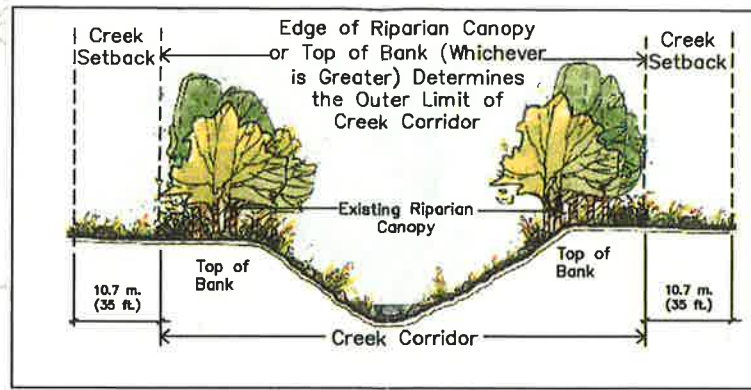 Creek
Setback
Edge of Riparian Canopy
or Top of Bank (Whichever
is Greater) Determines
the Outer Limit of
Creek Corridor
Creek
Setback
Existing Riparian
Canopy
Top of
Bank
Top of
Bank
10.7 m.
(35 ft.)
10.7 m.
(35 ft.)
Creek Corridor